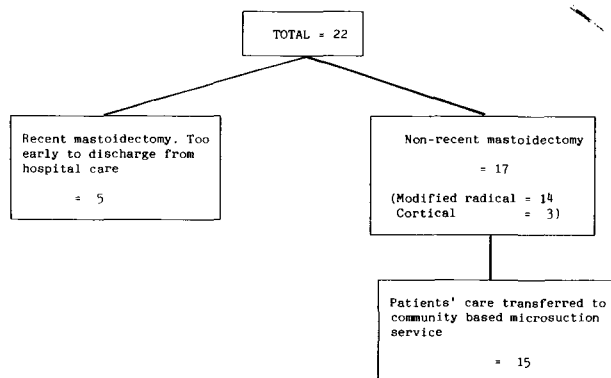 TOTAL = 22
Recent mastoidectomy. Too
early to discharge from
hospital care
= 5
Non-recent mastoidectomy
= 17
(Modified radical = 14
Cortical = 3)
Patients' care transferred to
community based microsuction
service
= 15